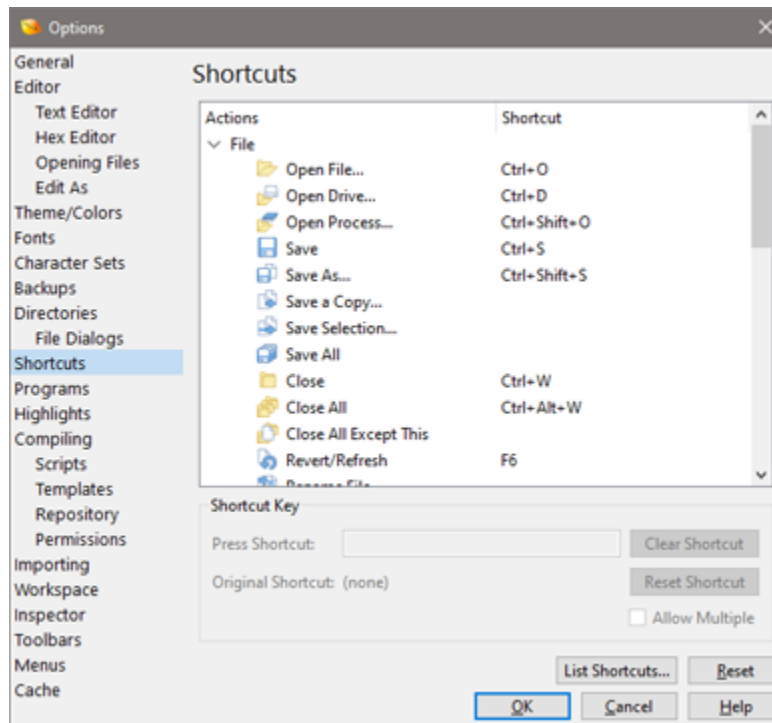 Options
General
Editor
Text Editor
Hex Editor
Opening Files
Edit As
Theme/Colors
Fonts
Character Sets
Backups
Directories
File Dialogs
Shortcuts
Programs
Highlights
Compiling
Scripts
Templates
Repository
Permissions
Importing
Workspace
Inspector
Toolbars
Menus
Cache
Shortcuts
Actions Shortcut
File
Open File... Ctrl+O
Open Drive... Ctrl+D
Open Process... Ctrl+Shift+O
Save Ctrl+S
Save As... Ctrl+Shift+S
Save a Copy...
Save Selection...
Save All
Close Ctrl+W
Close All Ctrl+Alt+W
Close All Except This
Revert/Refresh F6
Rename File
Shortcut Key
Press Shortcut: Clear Shortcut
Original Shortcut: (none) Reset Shortcut
Allow Multiple
List Shortcuts... Reset
OK Cancel Help